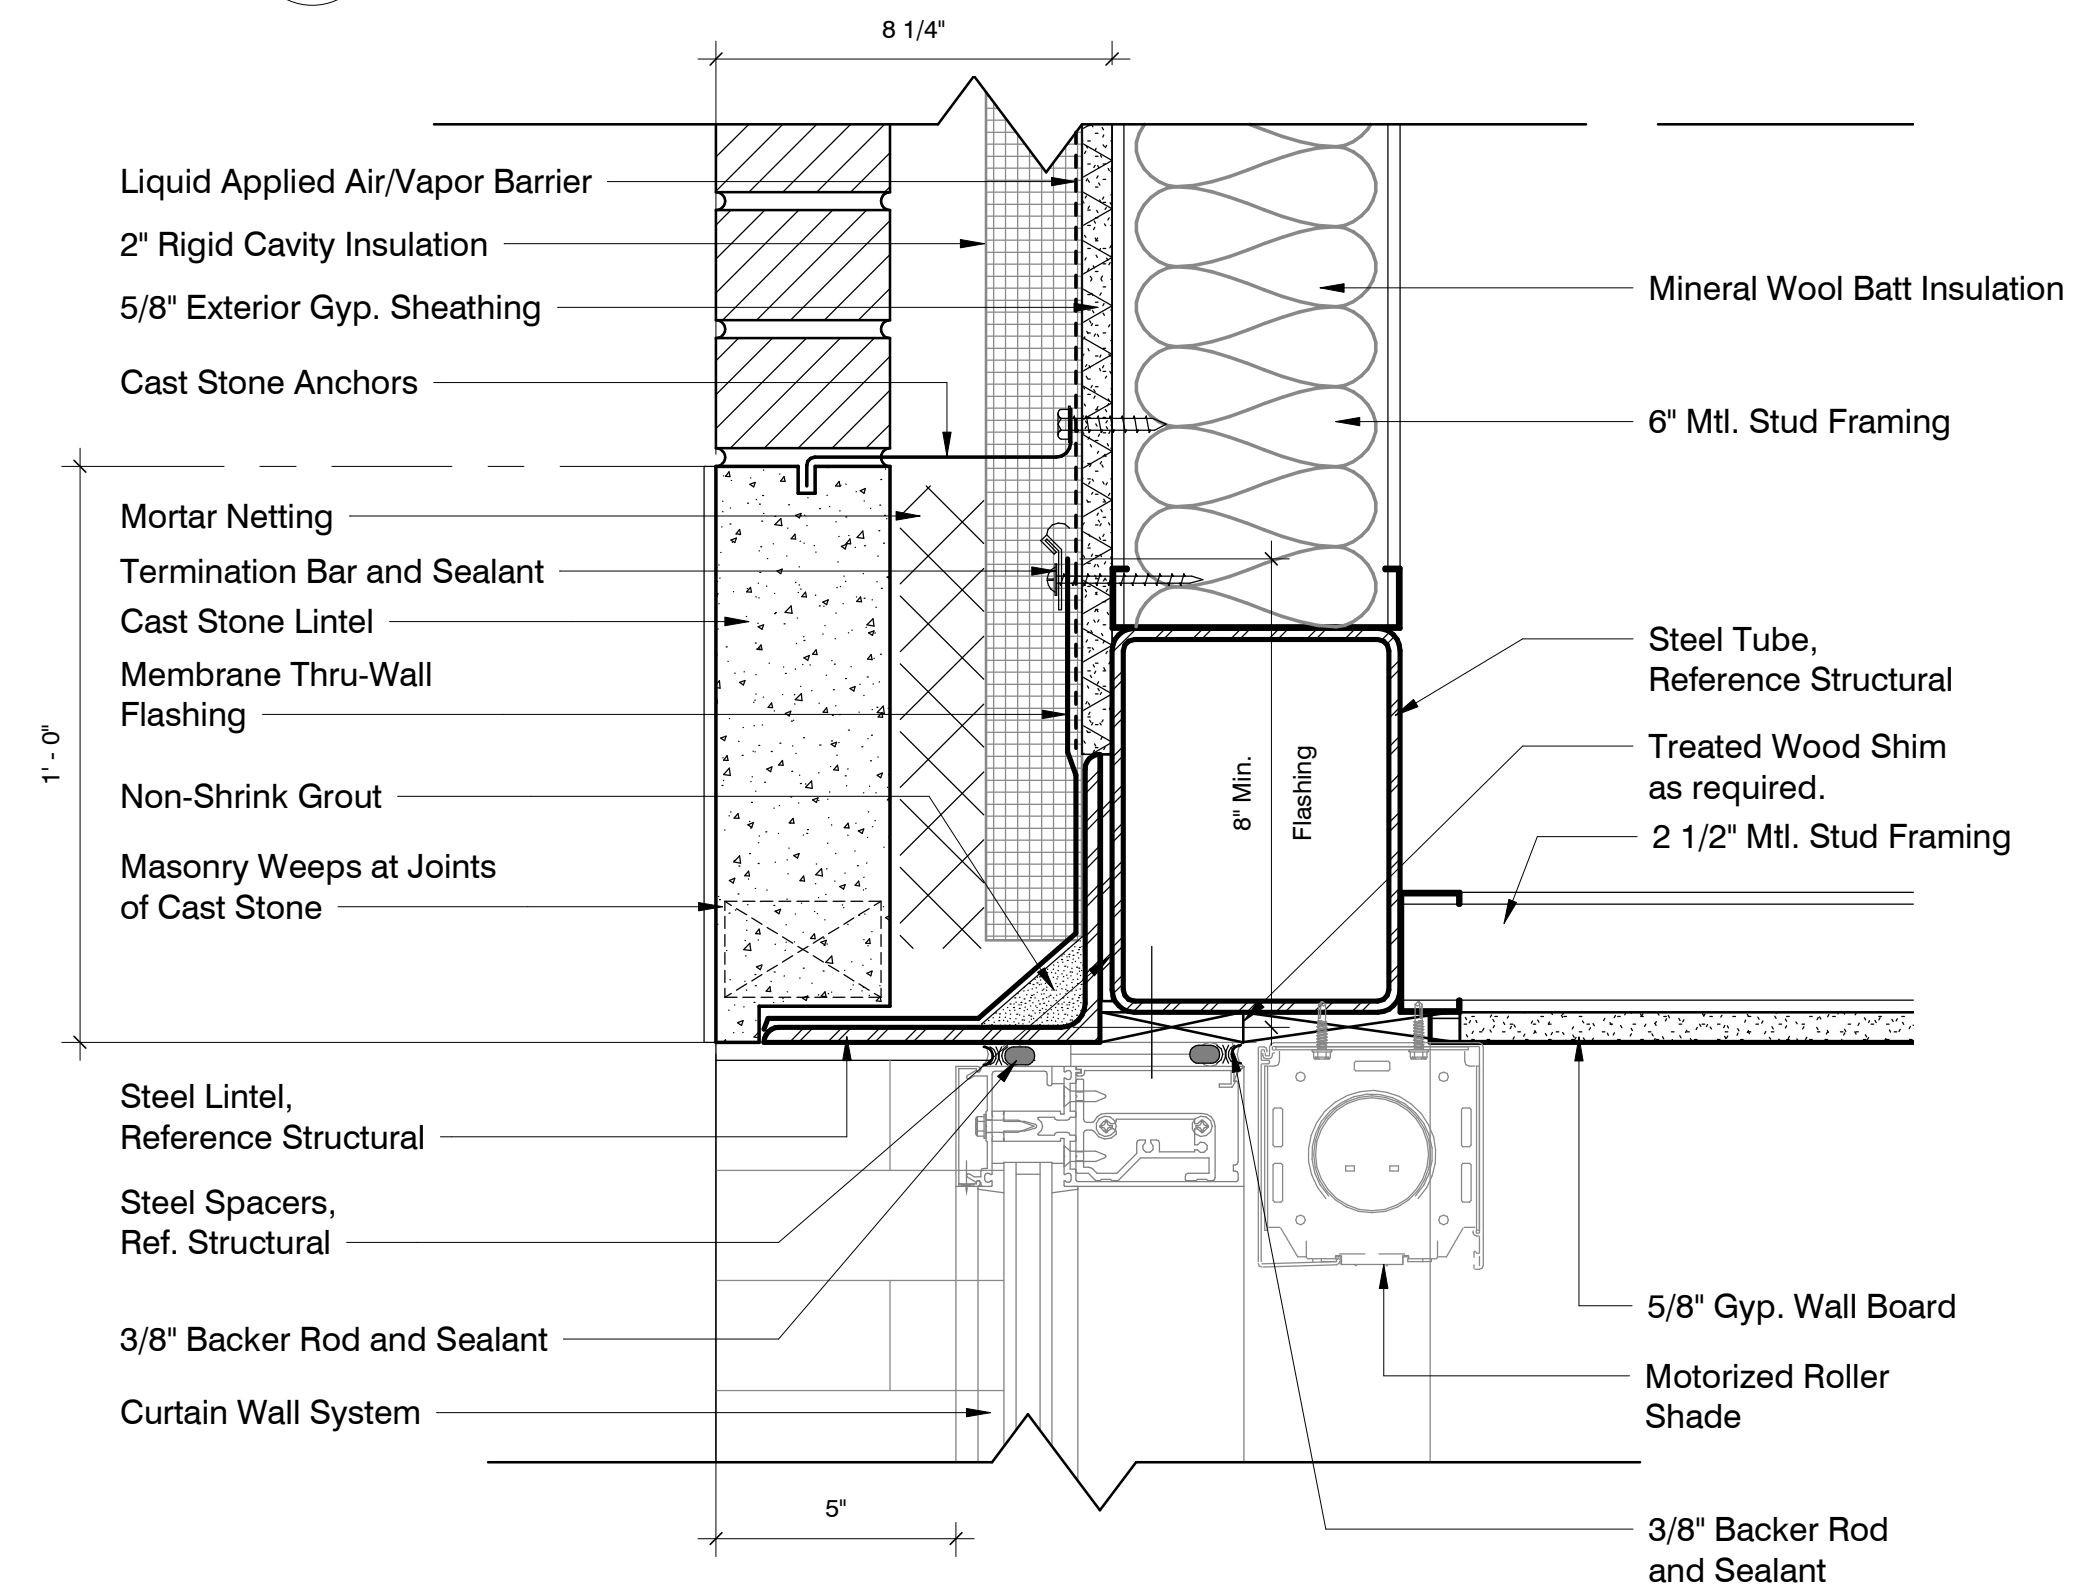 8 1/4"
Liquid Applied Air/Vapor Barrier
2" Rigid Cavity Insulation
5/8" Exterior Gyp. Sheathing
Cast Stone Anchors
Mortar Netting
Termination Bar and Sealant
Cast Stone Lintel
Membrane Thru-Wall
Flashing
1' - 0"
Non-Shrink Grout
Masonry Weeps at Joints
of Cast Stone
Steel Lintel,
Reference Structural
Steel Spacers,
Ref. Structural
3/8" Backer Rod and Sealant
Curtain Wall System
5"
8" Min.
Flashing
Mineral Wool Batt Insulation
6" Mtl. Stud Framing
Steel Tube,
Reference Structural
Treated Wood Shim
as required.
2 1/2" Mtl. Stud Framing
5/8" Gyp. Wall Board
Motorized Roller
Shade
3/8" Backer Rod
and Sealant